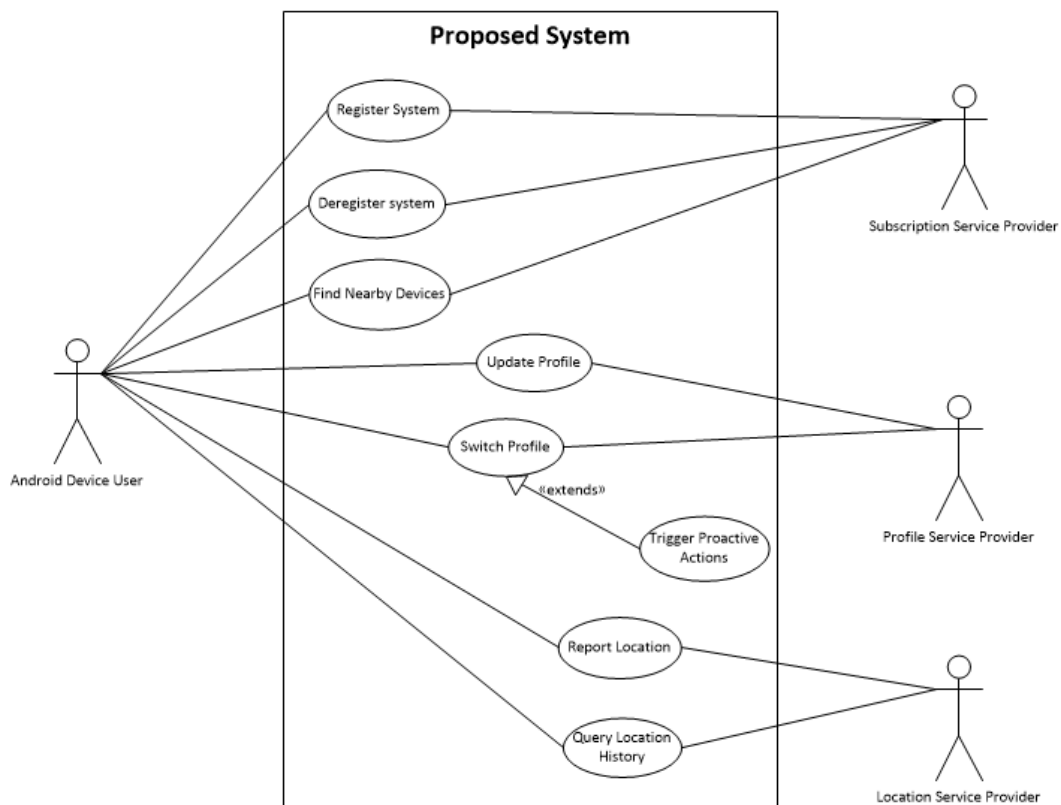 Proposed System
Register System
Deregister system
Subscription Service Provider
Find Nearby Devices
Update Profile
Switch Profile
Android Device User
«extends»
Trigger Proactive
Actions
Profile Service Provider
Report Location
Query Location
History
Location Service Provider